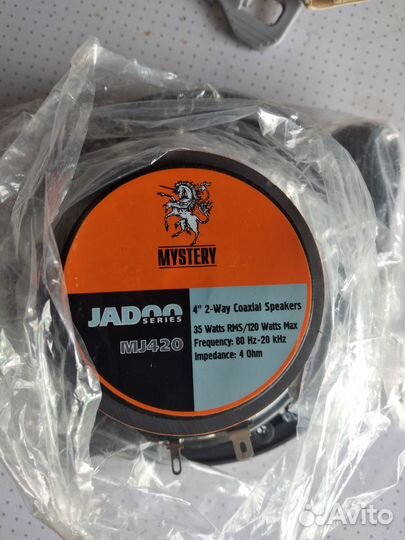 MYSTERY
JADOO
SERIES
MJ420
4" 2-Way Coaxial Speakers
35 Watts RMS/120 Watts Max
Frequency: 80 Hz-20 kHz
Impedance: 4 Ohm
Avito